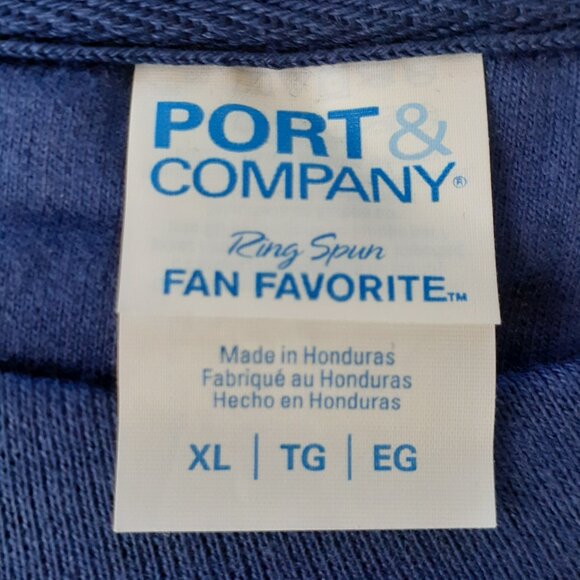 PORT &
COMPANY®
Ring Spun
FAN FAVORITE™
Made in Honduras
Fabriqué au Honduras
Hecho en Honduras
XL | TG | EG